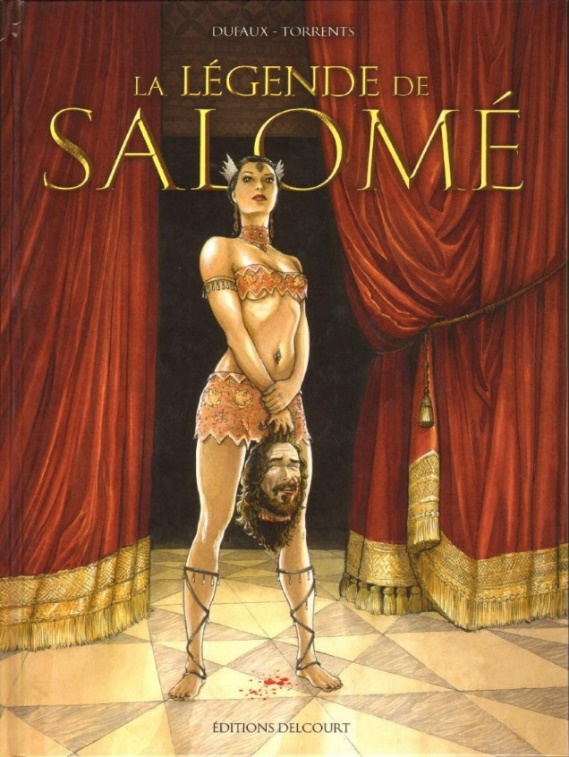 DUFAUX - TORRENTS
LA LÉGENDE DE
SALOMÉ
ÉDITIONS DELCOURT